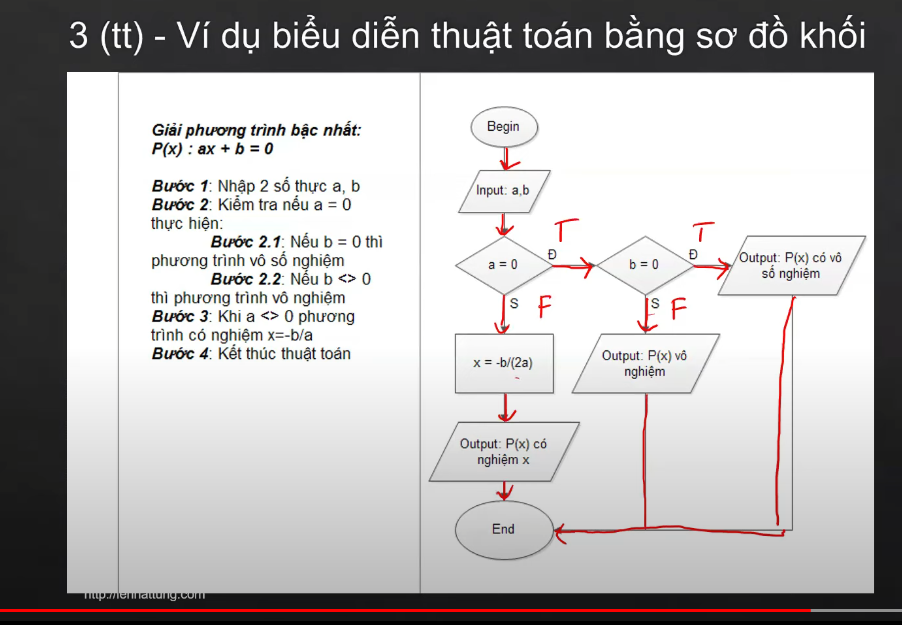 3 (tt) - Ví dụ biểu diễn thuật toán bằng sơ đồ khối
Giải phương trình bậc nhất:
P(x) : ax + b = 0
Bước 1: Nhập 2 số thực a, b
Bước 2: Kiểm tra nếu a = 0
thực hiện:
Bước 2.1: Nếu b = 0 thì
phương trình vô số nghiệm
Bước 2.2: Nếu b <> 0
thì phương trình vô nghiệm
Bước 3: Khi a <> 0 phương
trình có nghiệm x=-b/a
Bước 4: Kết thúc thuật toán
Begin
Input: a,b
a = 0
Đ
T
b = 0
Đ
T
Output: P(x) có vô
số nghiệm
S
F
S
F
x = -b/(2a)
Output: P(x) vô
nghiệm
Output: P(x) có
nghiệm x
End
http://lenhattung.com